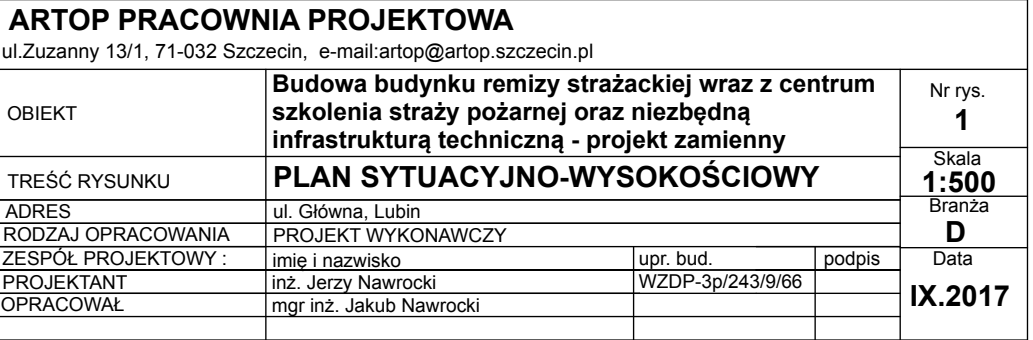 ARTOP PRACOWNIA PROJEKTOWA
ul.Zuzanny 13/1, 71-032 Szczecin, e-mail:artop@artop.szczecin.pl
OBIEKT
Budowa budynku remizy strażackiej wraz z centrum
szkolenia straży pożarnej oraz niezbędną
infrastrukturą techniczną - projekt zamienny
Nr rys.
1
TREŚĆ RYSUNKU
PLAN SYTUACYJNO-WYSOKOŚCIOWY
Skala
1:500
ADRES ul. Główna, Lubin
RODZAJ OPRACOWANIA PROJEKT WYKONAWCZY
Branża
D
ZESPÓŁ PROJEKTOWY : imię i nazwisko upr. bud. podpis
PROJEKTANT inż. Jerzy Nawrocki WZDP-3p/243/9/66
OPRACOWAŁ mgr inż. Jakub Nawrocki
Data
IX.2017